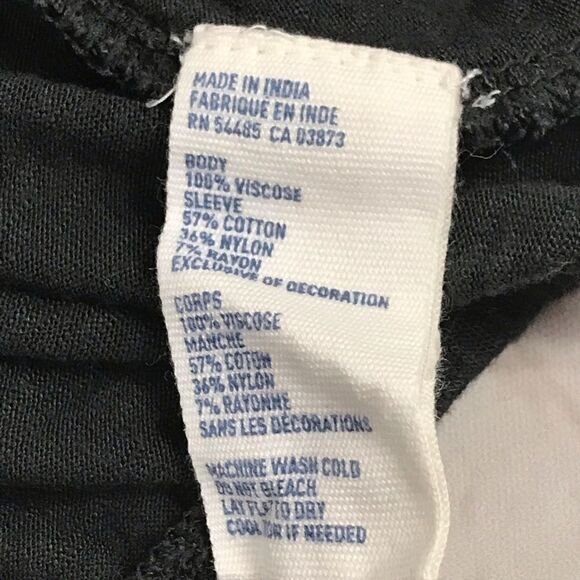 MADE IN INDIA
FABRIQUE EN INDE
RN 54485 CA 03873
BODY
100% VISCOSE
SLEEVE
57% COTTON
36% NYLON
7% RAYON
EXCLUSIVE OF DECORATION
CORPS
100% VISCOSE
MANCHE
57% COTON
36% NYLON
7% RAYONNE
SANS LES DÉCORATIONS
MACHINE WASH COLD
DO NOT BLEACH
LAY FLAT TO DRY
COOL IF NEEDED